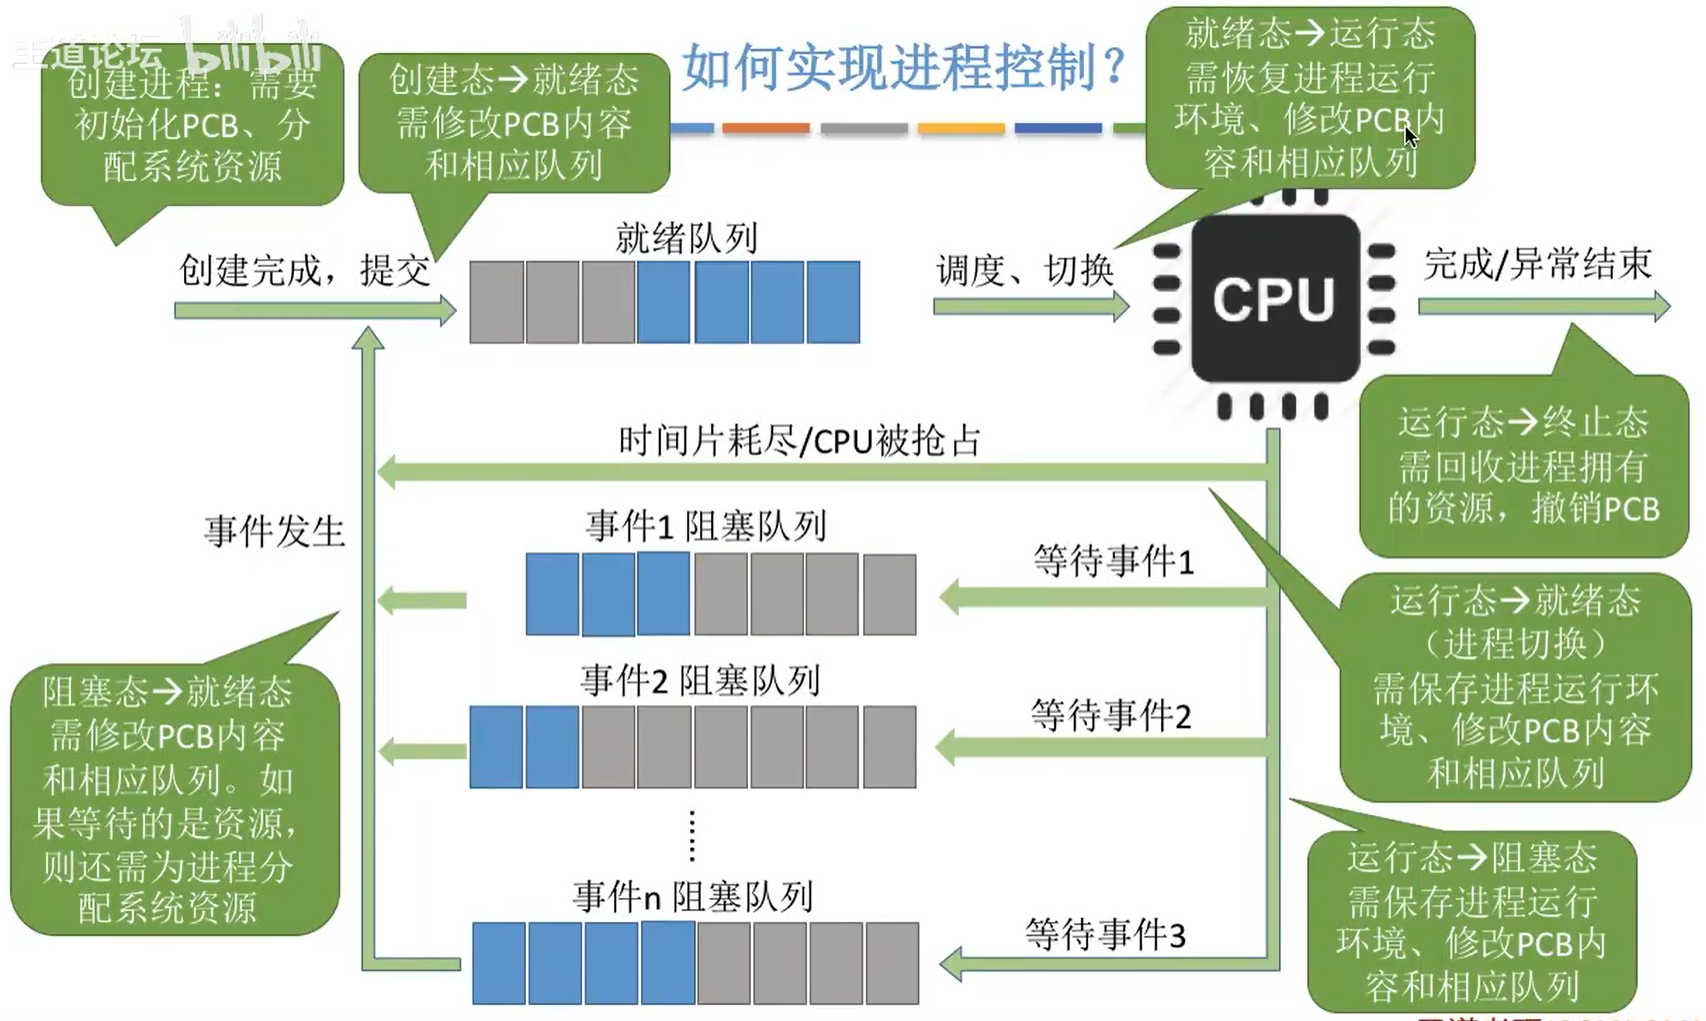 王道论坛 bilibili
如何实现进程控制？
创建进程：需要
初始化PCB、分
配系统资源
创建态→就绪态
需修改PCB内容
和相应队列
就绪态→运行态
需恢复进程运行
环境、修改PCB内
容和相应队列
就绪队列
创建完成，提交
调度、切换
CPU
完成/异常结束
运行态→终止态
需回收进程拥有
的资源，撤销PCB
时间片耗尽/CPU被抢占
事件发生
事件1 阻塞队列
等待事件1
运行态→就绪态
（进程切换）
需保存进程运行环
境、修改PCB内容
和相应队列
事件2 阻塞队列
等待事件2
阻塞态→就绪态
需修改PCB内容
和相应队列。如
果等待的是资源，
则还需为进程分
配系统资源
事件n 阻塞队列
等待事件3
运行态→阻塞态
需保存进程运行
环境、修改PCB内
容和相应队列